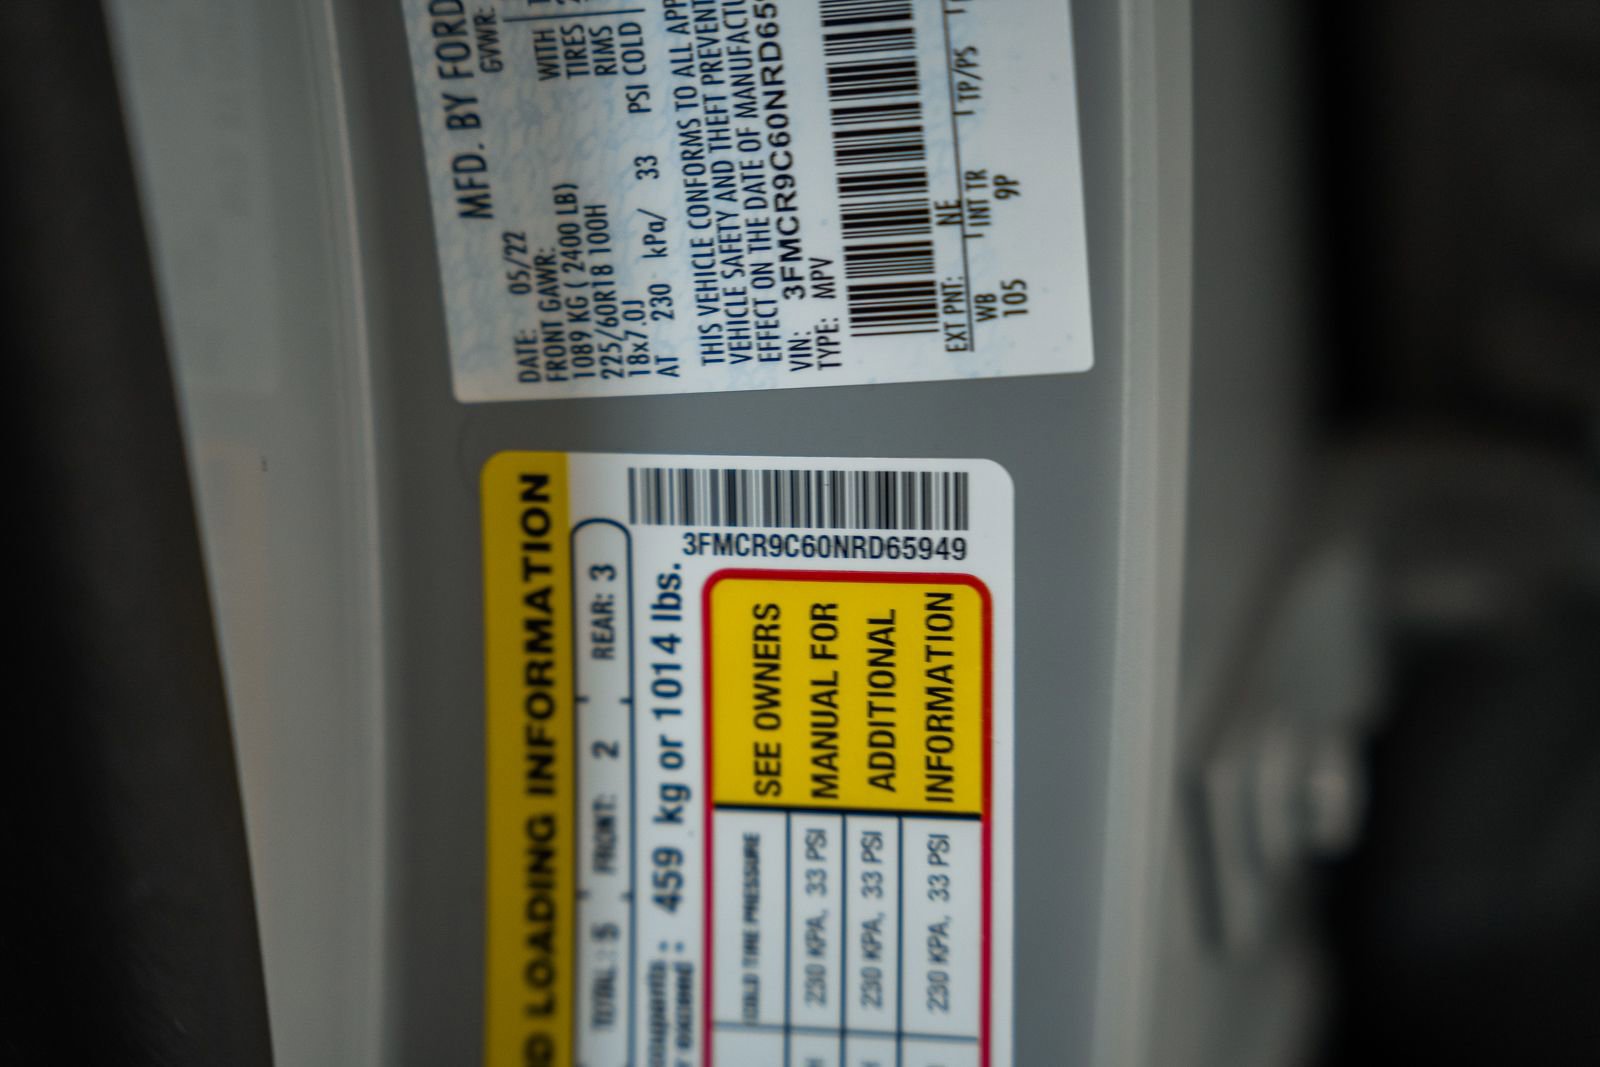 MFD. BY FORD
DATE: 05/22 GVWR:
FRONT GAWR:
1089 KG ( 2400 LB) WITH
225/60R18 100H TIRES
18x7.0J RIMS
AT 230 kPa/ 33 PSI COLD
THIS VEHICLE CONFORMS TO ALL
VEHICLE SAFETY AND THEFT
EFFECT ON THE DATE OF
VIN: 3FMCR9C60NRD659
TYPE: MPV
EXT PNT: NE
WB INT TR TP/PS
105 9P
LOADING INFORMATION
TOTAL: 5 FRONT: 2 REAR: 3
459 kg or 1014 lbs.
3FMCR9C60NRD65949
COLD TIRE PRESSURE
230 KPA, 33 PSI
230 KPA, 33 PSI
230 KPA, 33 PSI
SEE OWNERS
MANUAL FOR
ADDITIONAL
INFORMATION